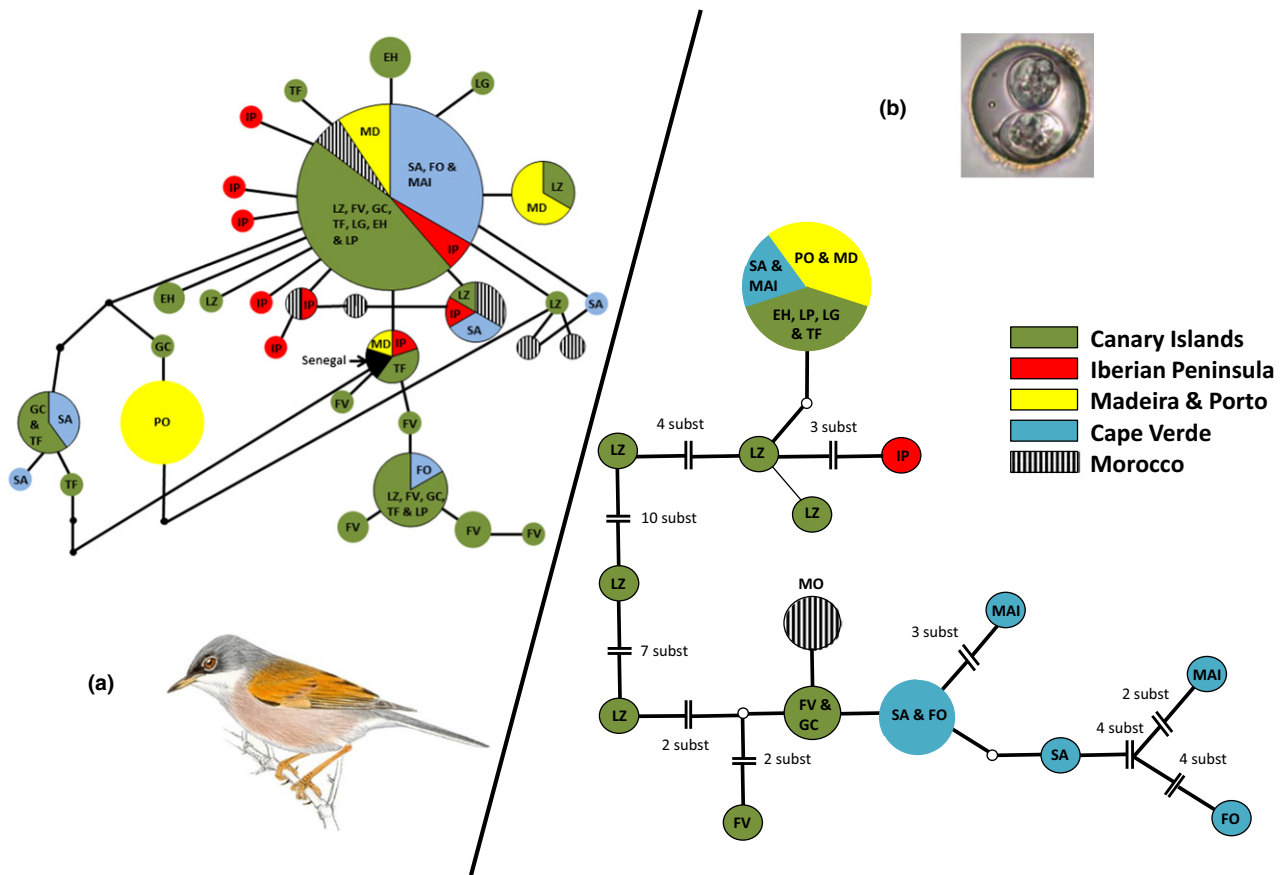 EH
TF
LG
IP
MD
SA, FO &
MAI
LZ
MD
IP
LZ, FV, GC,
TF, LG, EH
& LP
IP
IP
EH
LZ
IP
IP
LZ
IP
SA
LZ
SA
IP
GC
Senegal
MD
IP
TF
FV
PO
GC
& TF
SA
SA
TF
FV
FO
LZ, FV, GC,
TF & LP
FV
FV
FV
(a)
(b)
PO & MD
SA &
MAI
EH, LP, LG
& TF
Canary Islands
Iberian Peninsula
Madeira & Porto
Cape Verde
Morocco
4 subst
3 subst
LZ
LZ
IP
LZ
10 subst
LZ
7 subst
MO
3 subst
MAI
LZ
2 subst
FV &
GC
SA & FO
2 subst
FV
SA
4 subst
2 subst
MAI
4 subst
FO